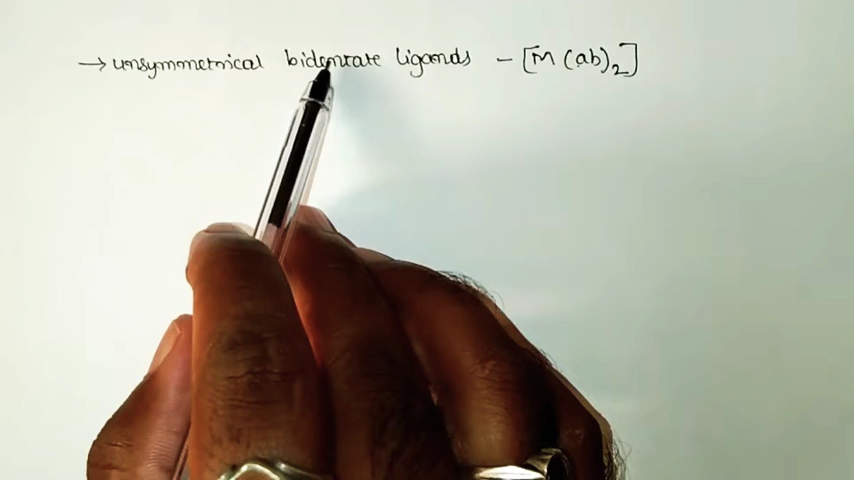 → unsymmetrical bidentate ligands - [M(ab)₂]